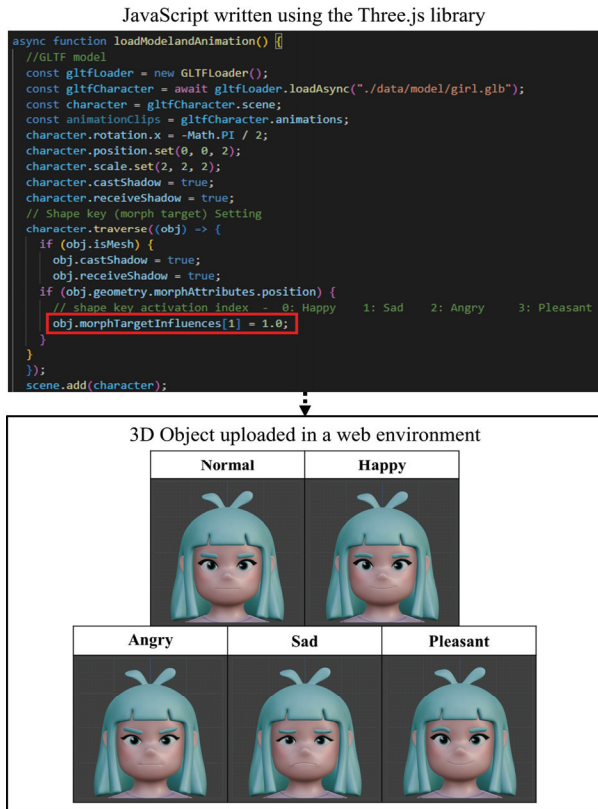 JavaScript written using the Three.js library
async function loadModelandAnimation() {
//GLTF model
const gltfLoader = new GLTFLoader();
const gltfCharacter = await gltfLoader.loadAsync("./data/model/girl.glb");
const character = gltfCharacter.scene;
const animationClips = gltfCharacter.animations;
character.rotation.x = -Math.PI / 2;
character.position.set(0, 0, 2);
character.scale.set(2, 2, 2);
character.castShadow = true;
character.receiveShadow = true;
// Shape key (morph target) Setting
character.traverse((obj) => {
if (obj.isMesh) {
obj.castShadow = true;
obj.receiveShadow = true;
if (obj.geometry.morphAttributes.position) {
// shape key activation index - 0: Happy 1: Sad 2: Angry 3: Pleasant
obj.morphTargetInfluences[1] = 1.0;
}
}
});
scene.add(character);
3D Object uploaded in a web environment
Normal Happy
Angry Sad Pleasant